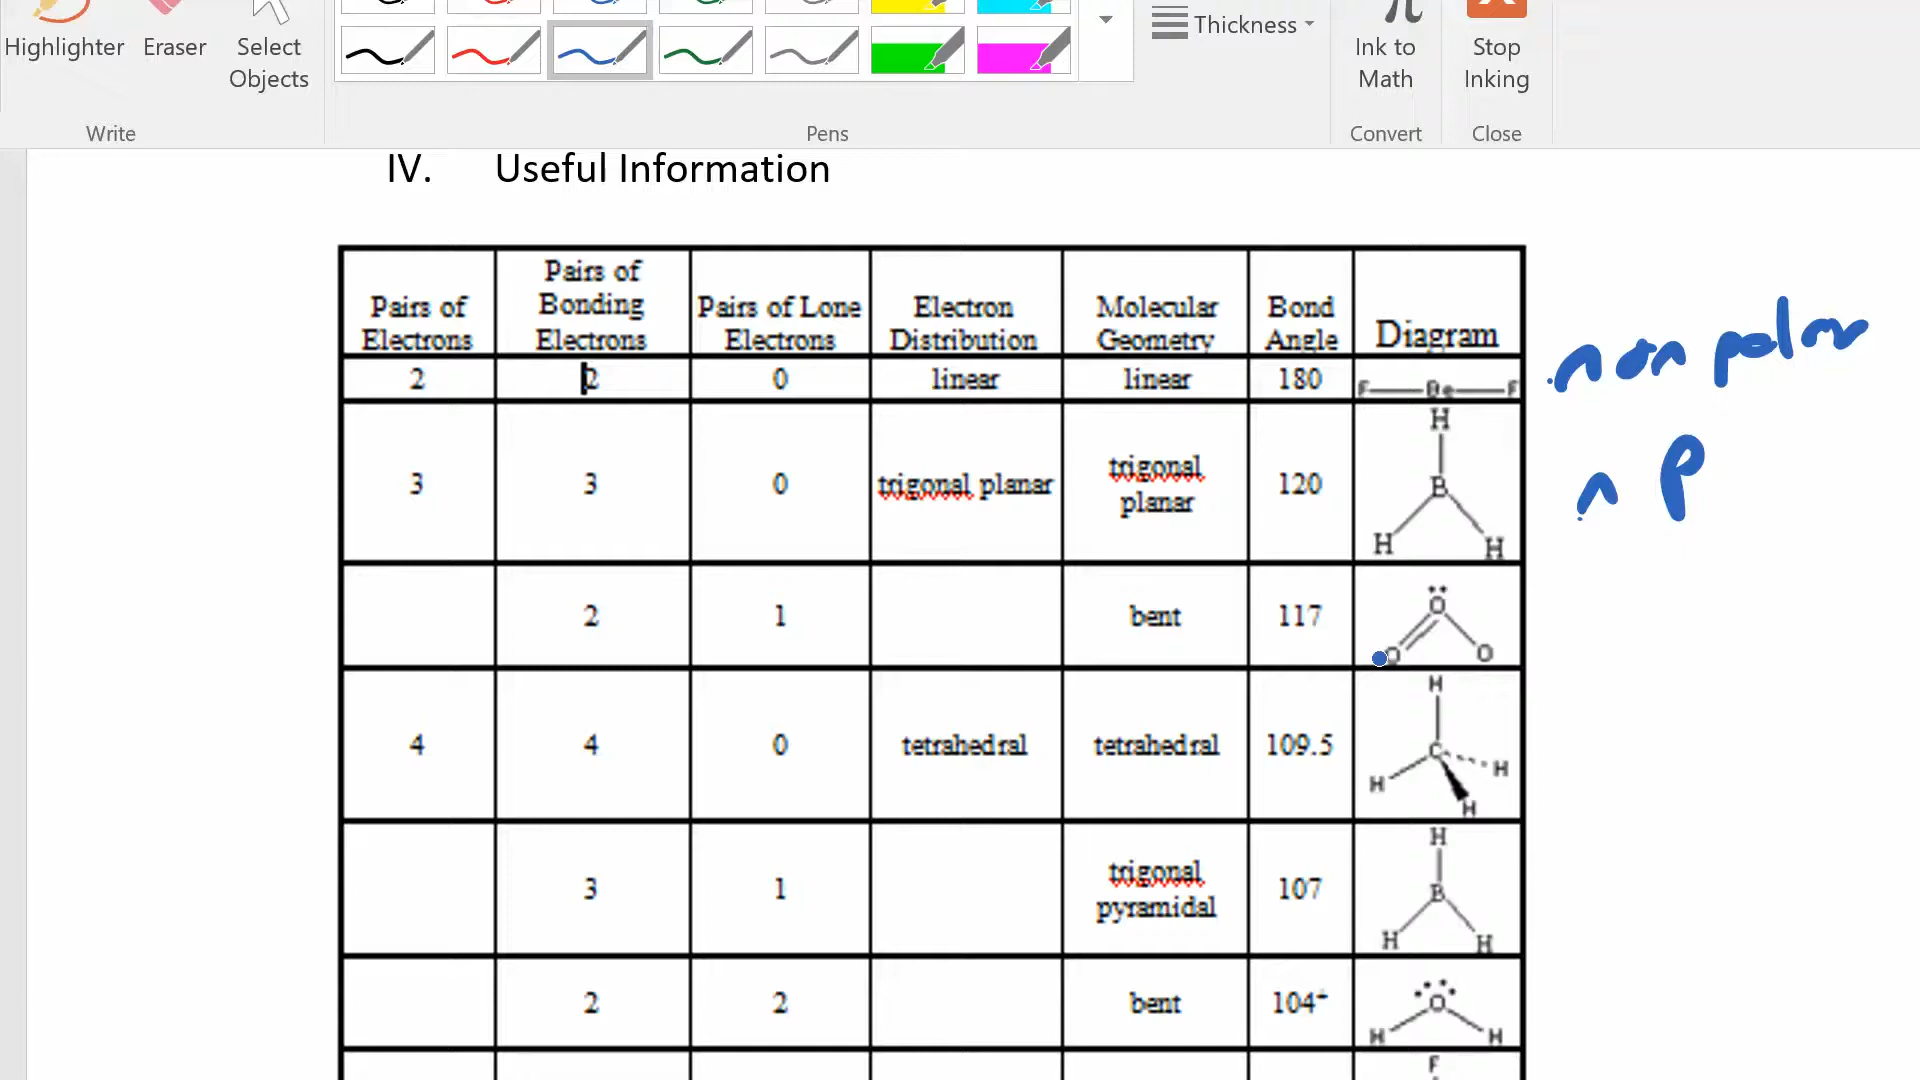 Highlighter Eraser Select Objects
Write
Pens
Thickness
Ink to Math
Convert
Stop Inking
Close
IV. Useful Information
Pairs of Electrons Pairs of Bonding Electrons Pairs of Lone Electrons Electron Distribution Molecular Geometry Bond Angle Diagram
2 2 0 linear linear 180 F Be F
non polar
3 3 0 trigonal planar trigonal planar 120 H B H H
n P
2 1 bent 117 O O O
4 4 0 tetrahedral tetrahedral 109.5 H C H H H
3 1 trigonal pyramidal 107 H B H H
2 2 bent 104+ O H H
F